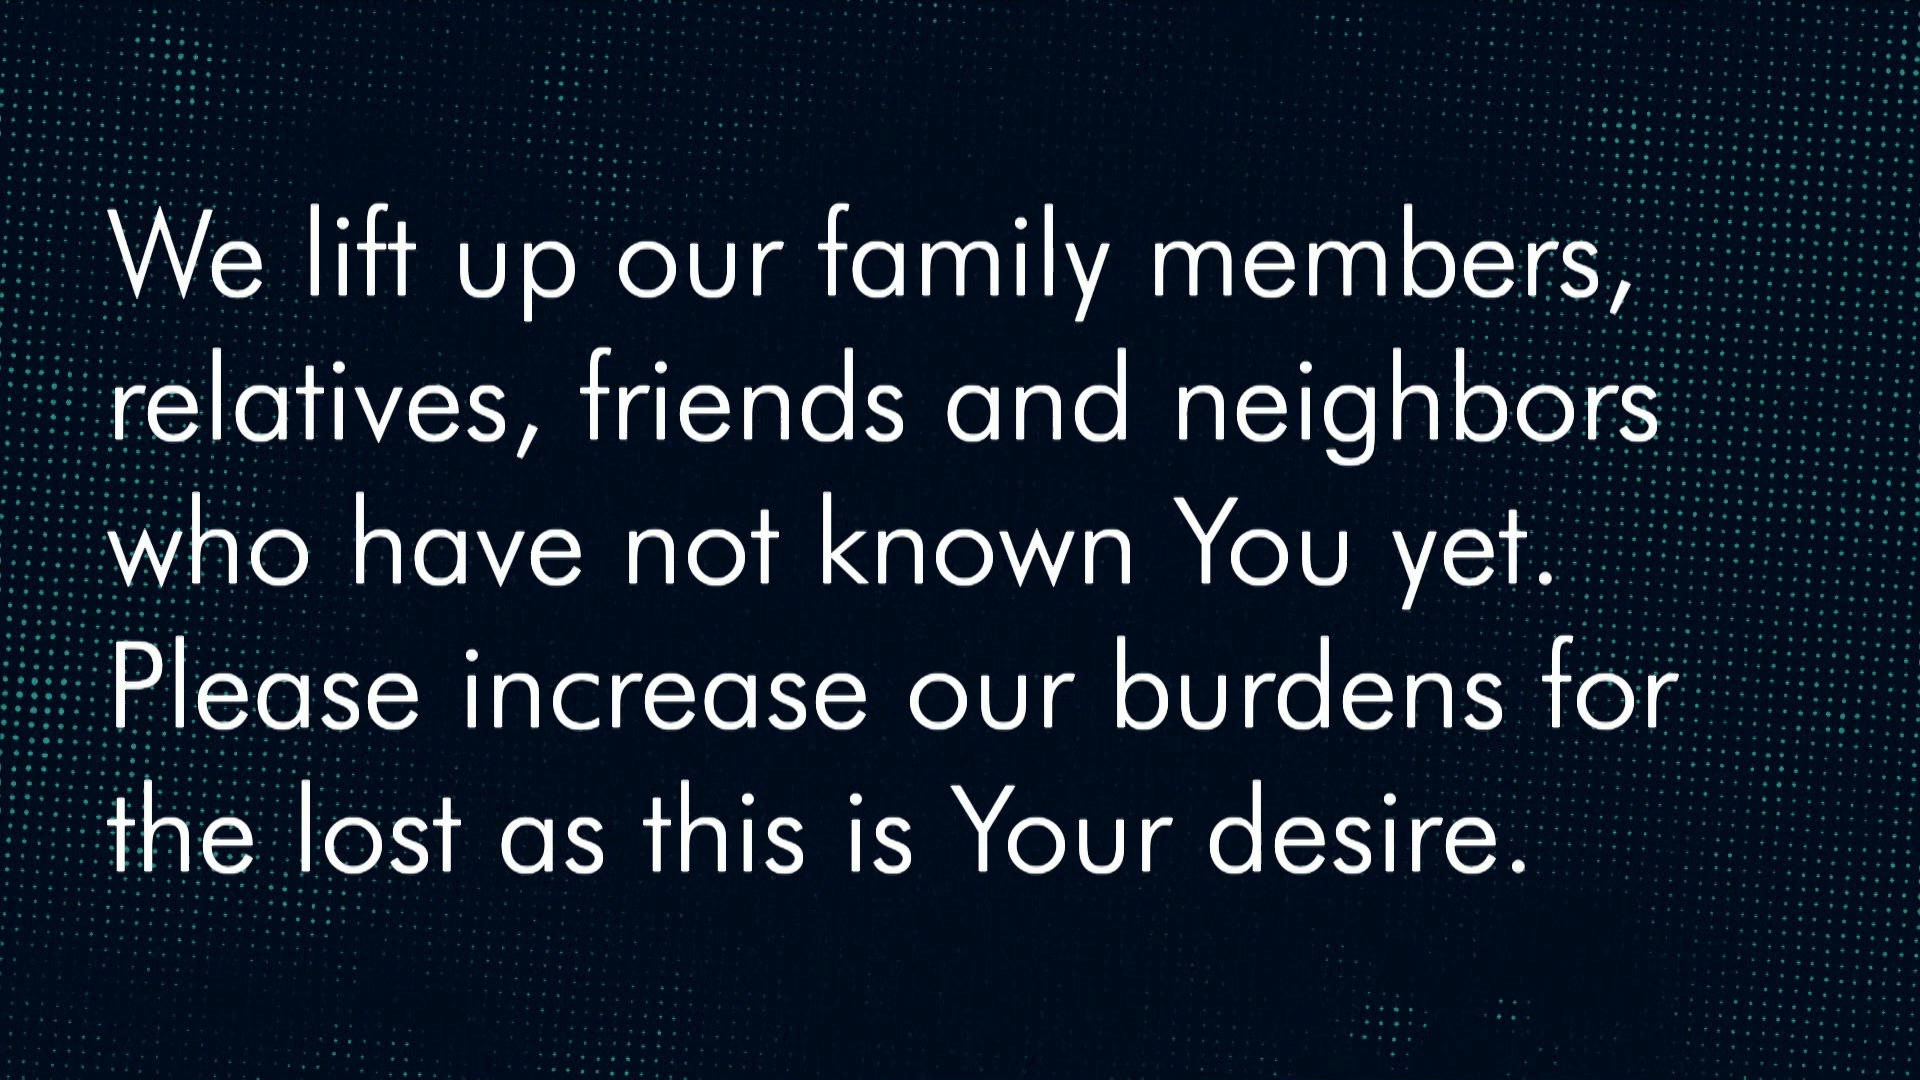 We lift up our family members,
relatives, friends and neighbors
who have not known You yet.
Please increase our burdens for
the lost as this is Your desire.